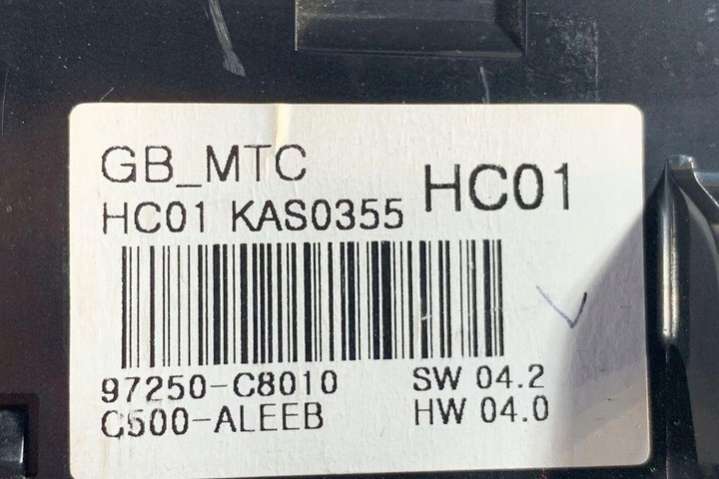 GB_MTC
HC01
HC01 KAS0355
97250-C8010
SW 04.2
C500-ALEEB
HW 04.0